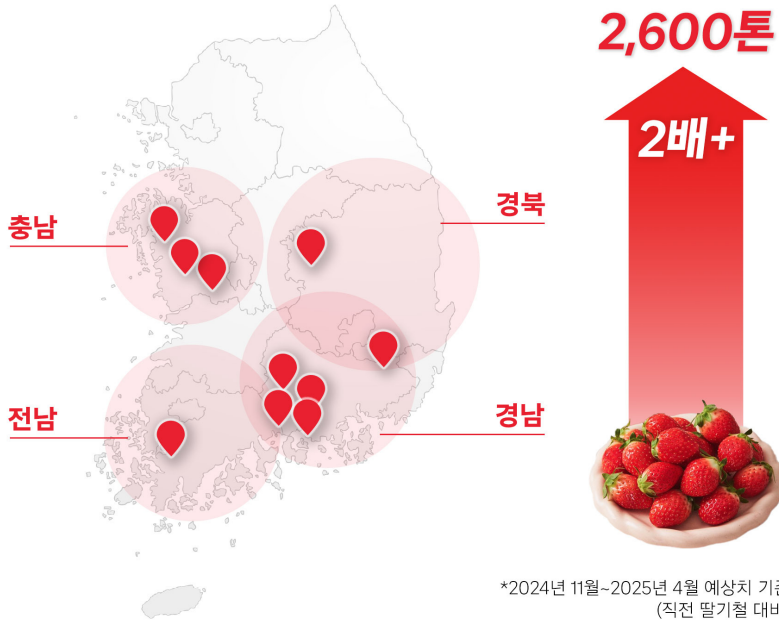 2,600톤
2배+
충남
경북
전남
경남
*2024년 11월~2025년 4월 예상치 기준
(직전 딸기철 대비